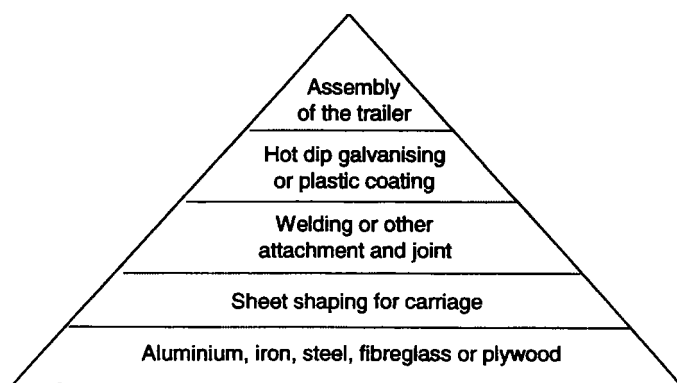 Assembly
of the trailer
Hot dip galvanising
or plastic coating
Welding or other
attachment and joint
Sheet shaping for carriage
Aluminium, iron, steel, fibreglass or plywood